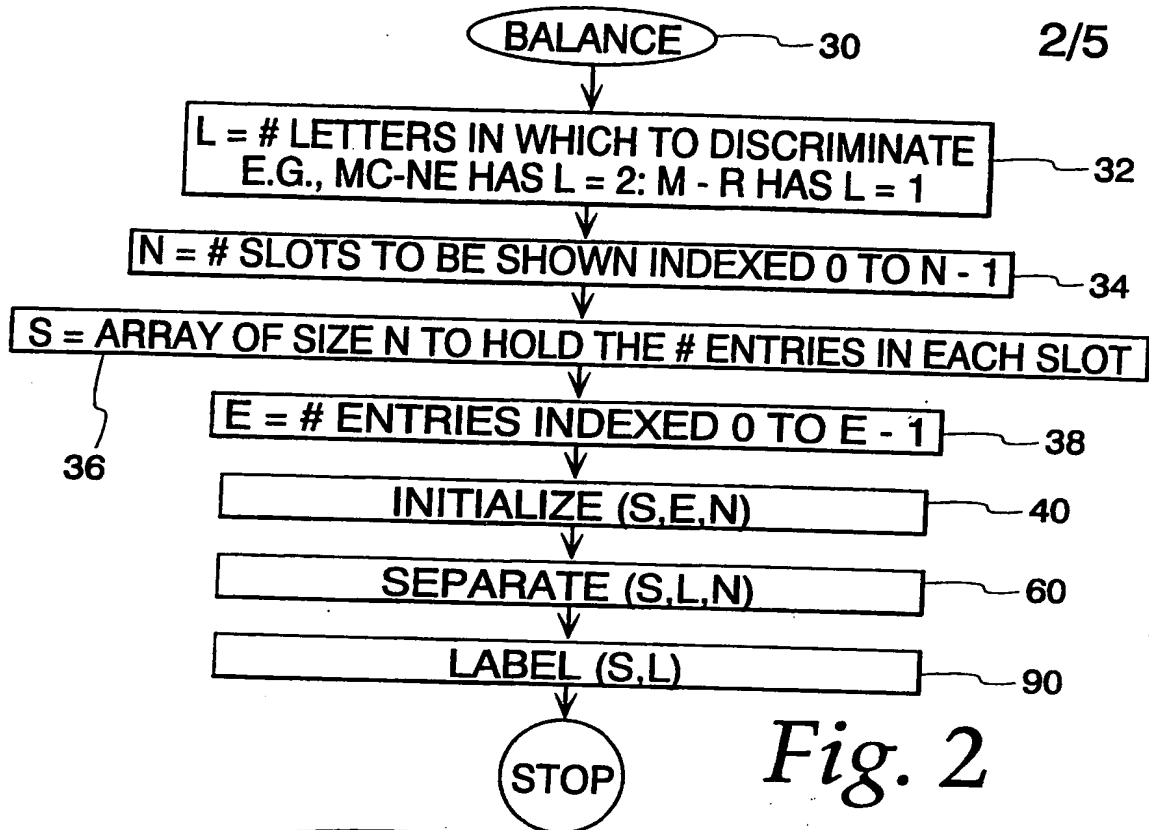 BALANCE 30 2/5
L = # LETTERS IN WHICH TO DISCRIMINATE
E.G., MC-NE HAS L = 2: M - R HAS L = 1 32
N = # SLOTS TO BE SHOWN INDEXED 0 TO N - 1 34
S = ARRAY OF SIZE N TO HOLD THE # ENTRIES IN EACH SLOT
36
E = # ENTRIES INDEXED 0 TO E - 1 38
INITIALIZE (S,E,N) 40
SEPARATE (S,L,N) 60
LABEL (S,L) 90
STOP
Fig. 2